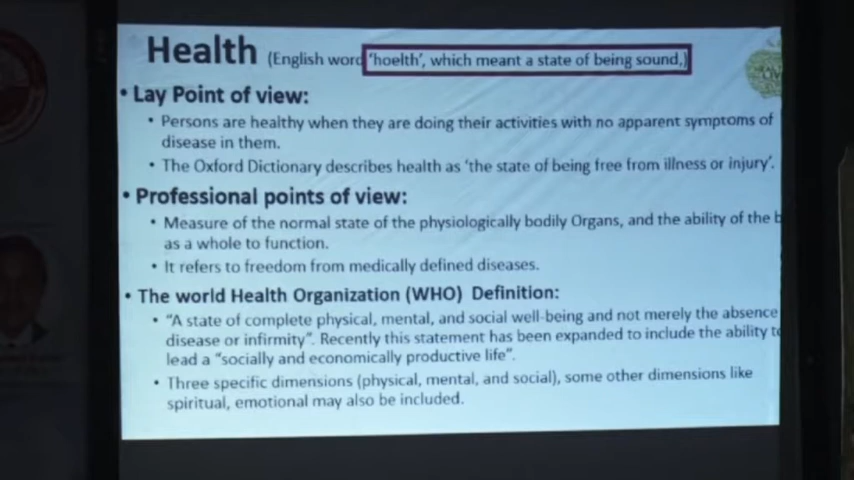 Health (English word 'hoelth', which meant a state of being sound,)
• Lay Point of view:
• Persons are healthy when they are doing their activities with no apparent symptoms of
disease in them.
• The Oxford Dictionary describes health as 'the state of being free from illness or injury'.
• Professional points of view:
• Measure of the normal state of the physiologically bodily Organs, and the ability of the b
as a whole to function.
• It refers to freedom from medically defined diseases.
• The world Health Organization (WHO) Definition:
• "A state of complete physical, mental, and social well-being and not merely the absence
disease or infirmity". Recently this statement has been expanded to include the ability to
lead a "socially and economically productive life".
• Three specific dimensions (physical, mental, and social), some other dimensions like
spiritual, emotional may also be included.